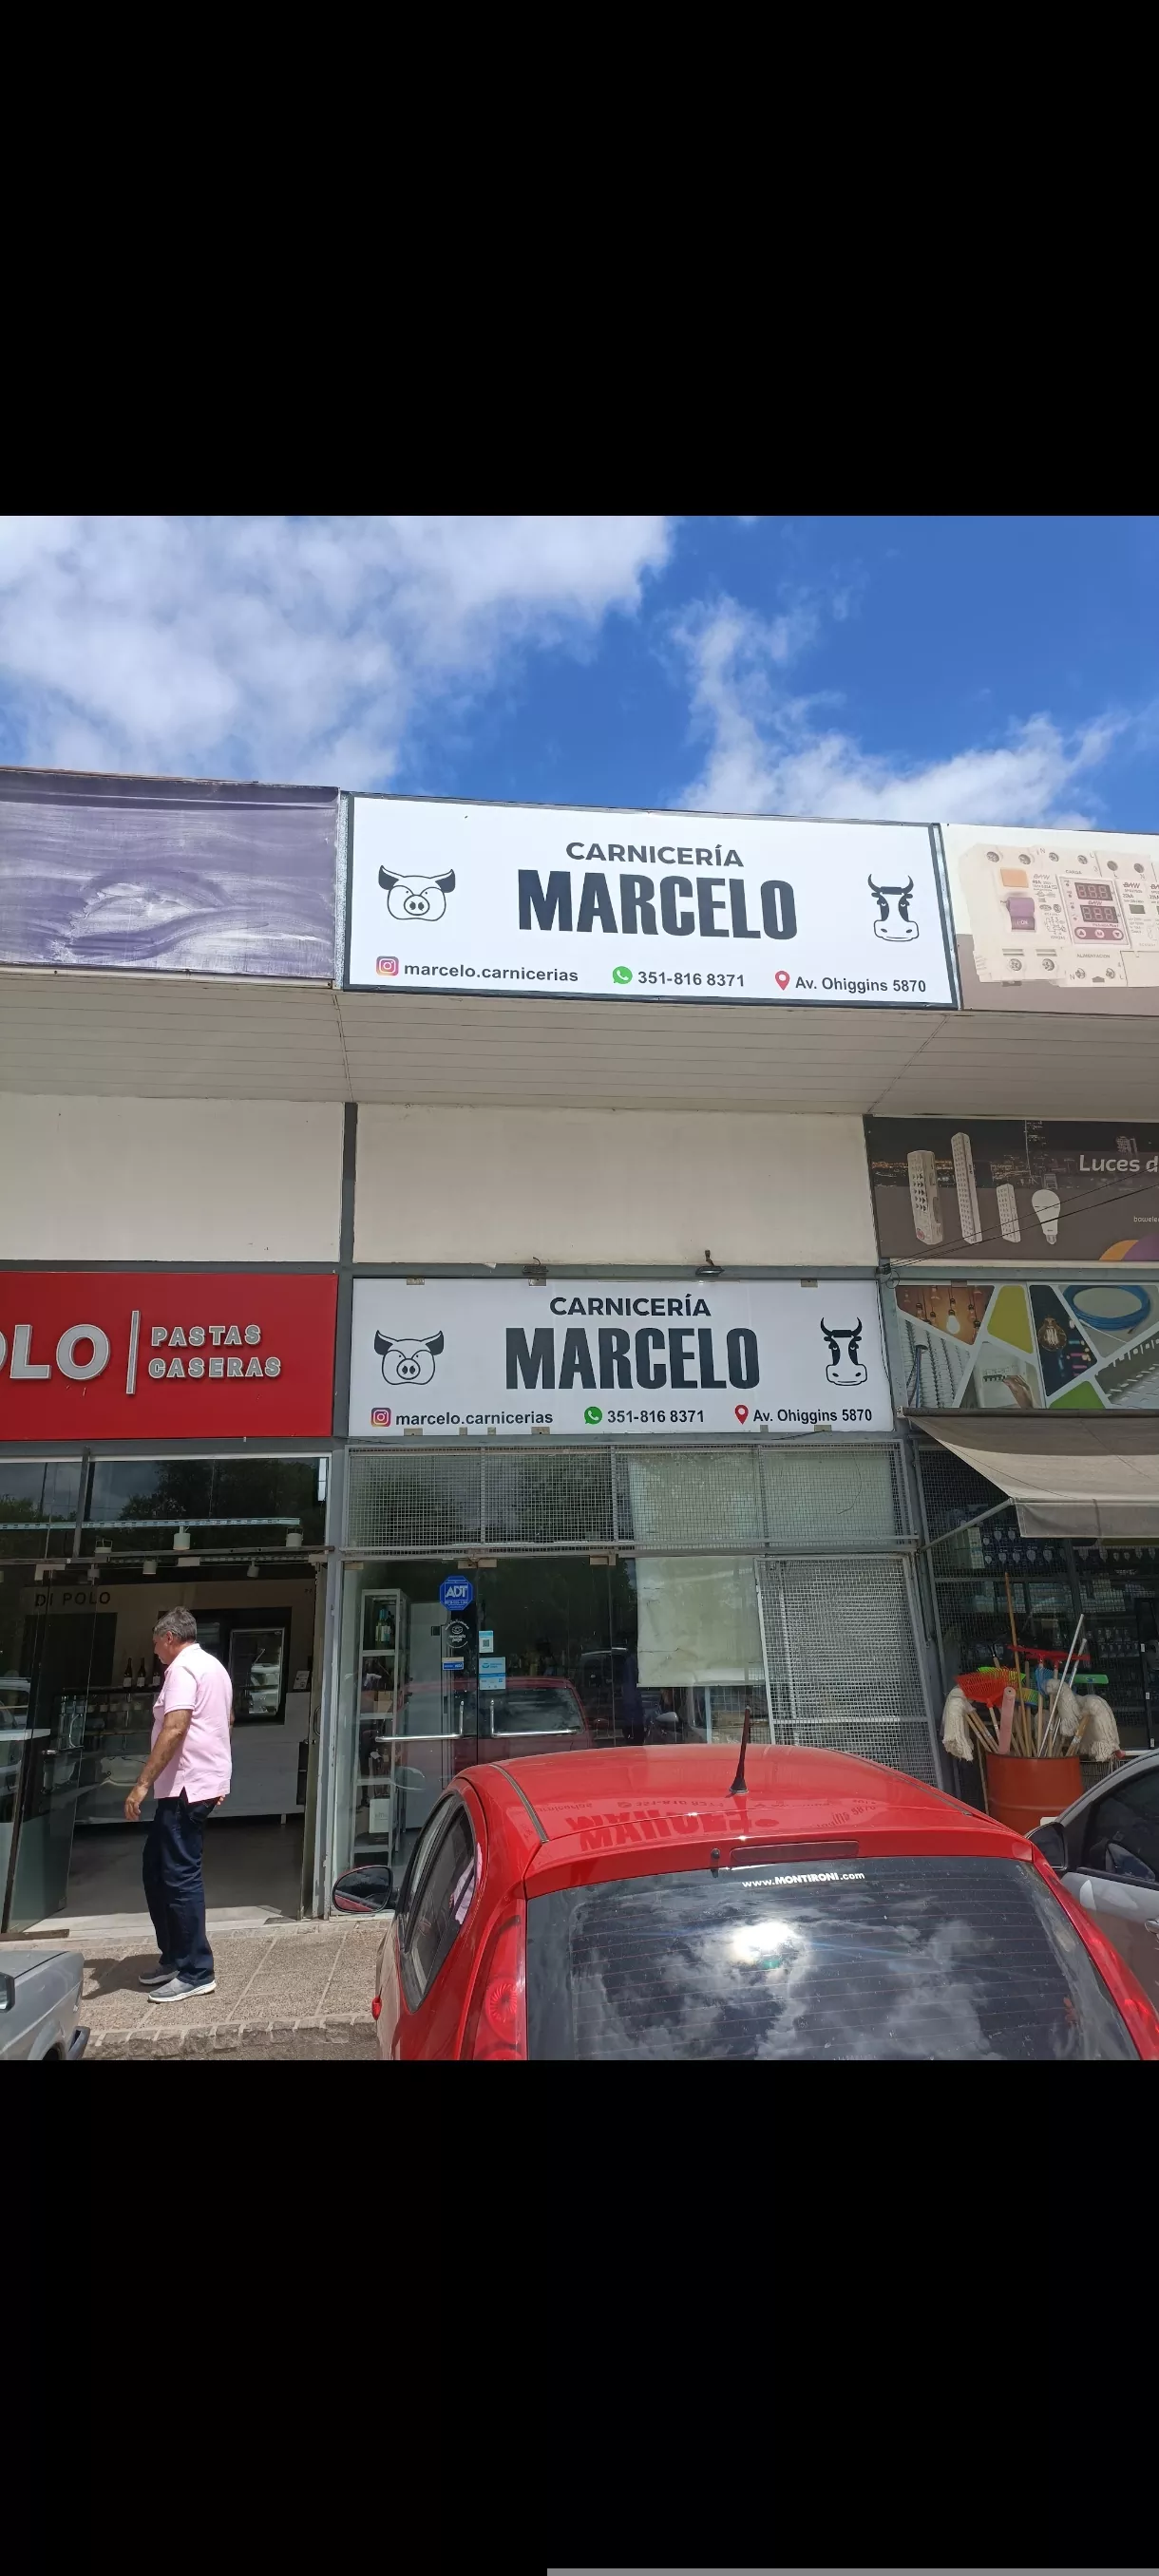 CARNICERÍA
MARCELO
marcelo.carnicerias 351-816 8371 Av. Ohiggins 5870
Luces
CARNICERÍA
MARCELO
marcelo.carnicerias 351-816 8371 Av. Ohiggins 5870
OLO PASTAS
CASERAS
DI POLO
ADT
www.MONTIRONI.com